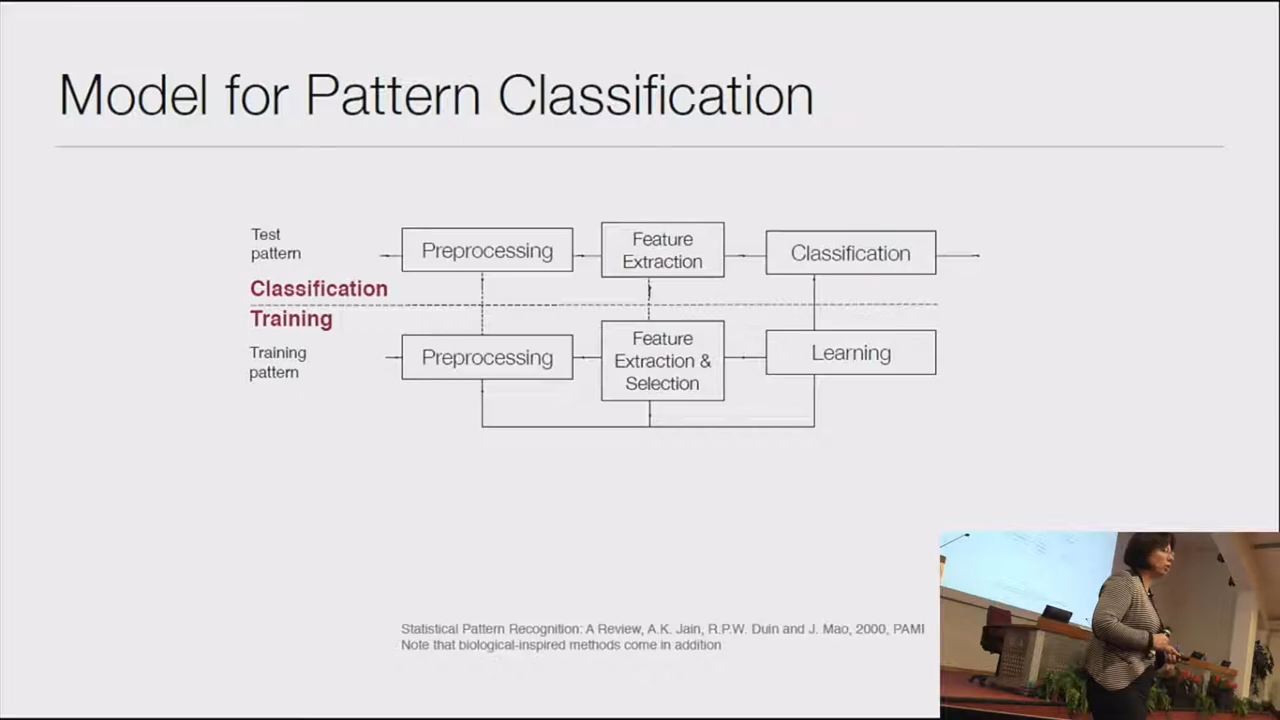 Model for Pattern Classification
Test
pattern
Preprocessing
Feature
Extraction
Classification
Classification
Training
Training
pattern
Preprocessing
Feature
Extraction &
Selection
Learning
Statistical Pattern Recognition: A Review, A.K. Jain, R.P.W. Duin and J. Mao, 2000, PAMI
Note that biological-inspired methods come in addition